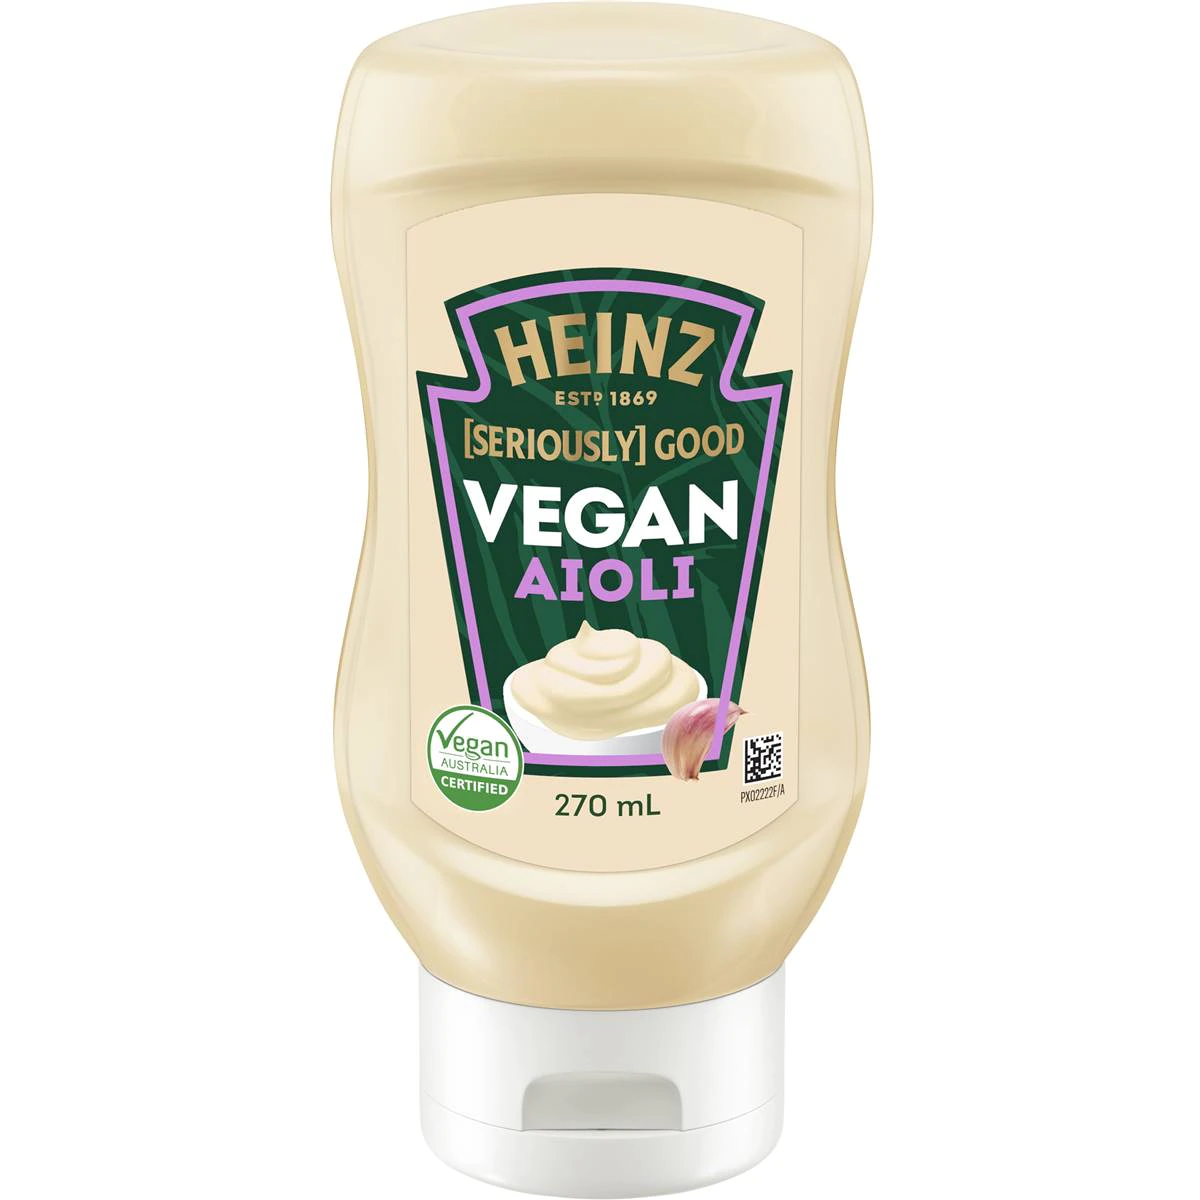 HEINZ
ESTD 1869
[SERIOUSLY] GOOD
VEGAN
AIOLI
Vegan
AUSTRALIA
CERTIFIED
270 mL
PX02222F/A